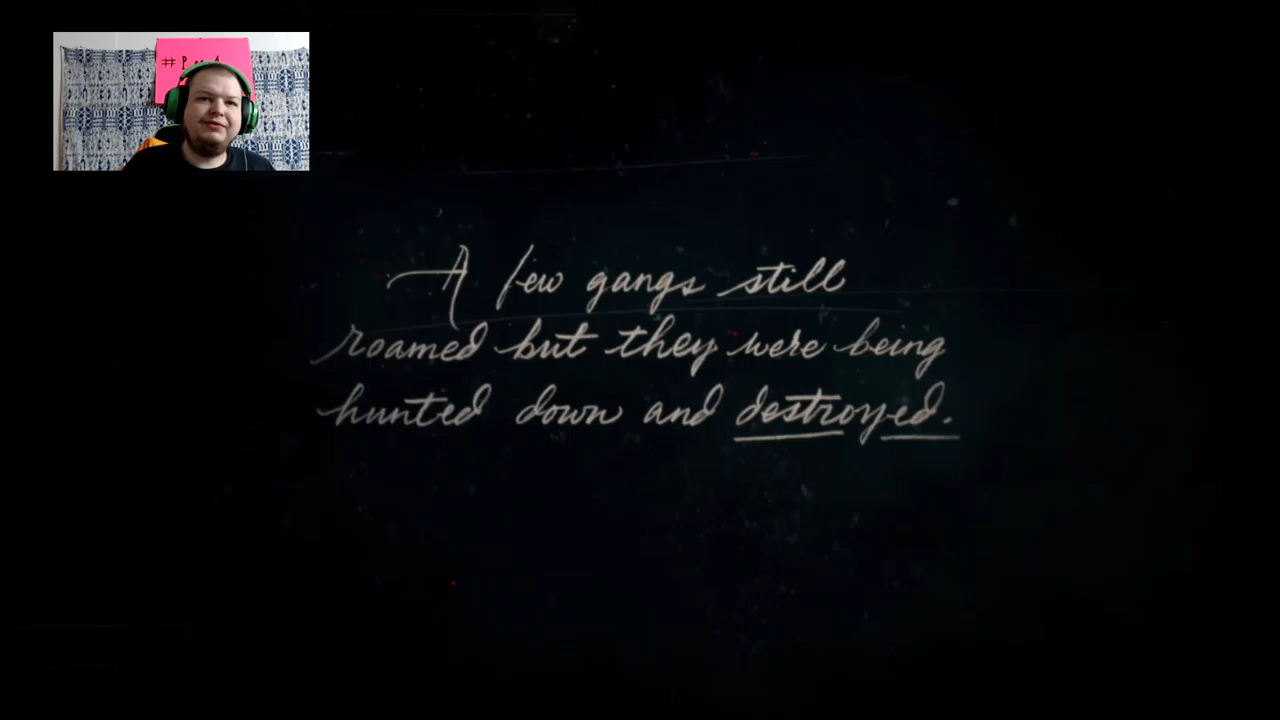 A few gangs still
roamed but they were being
hunted down and destroyed.